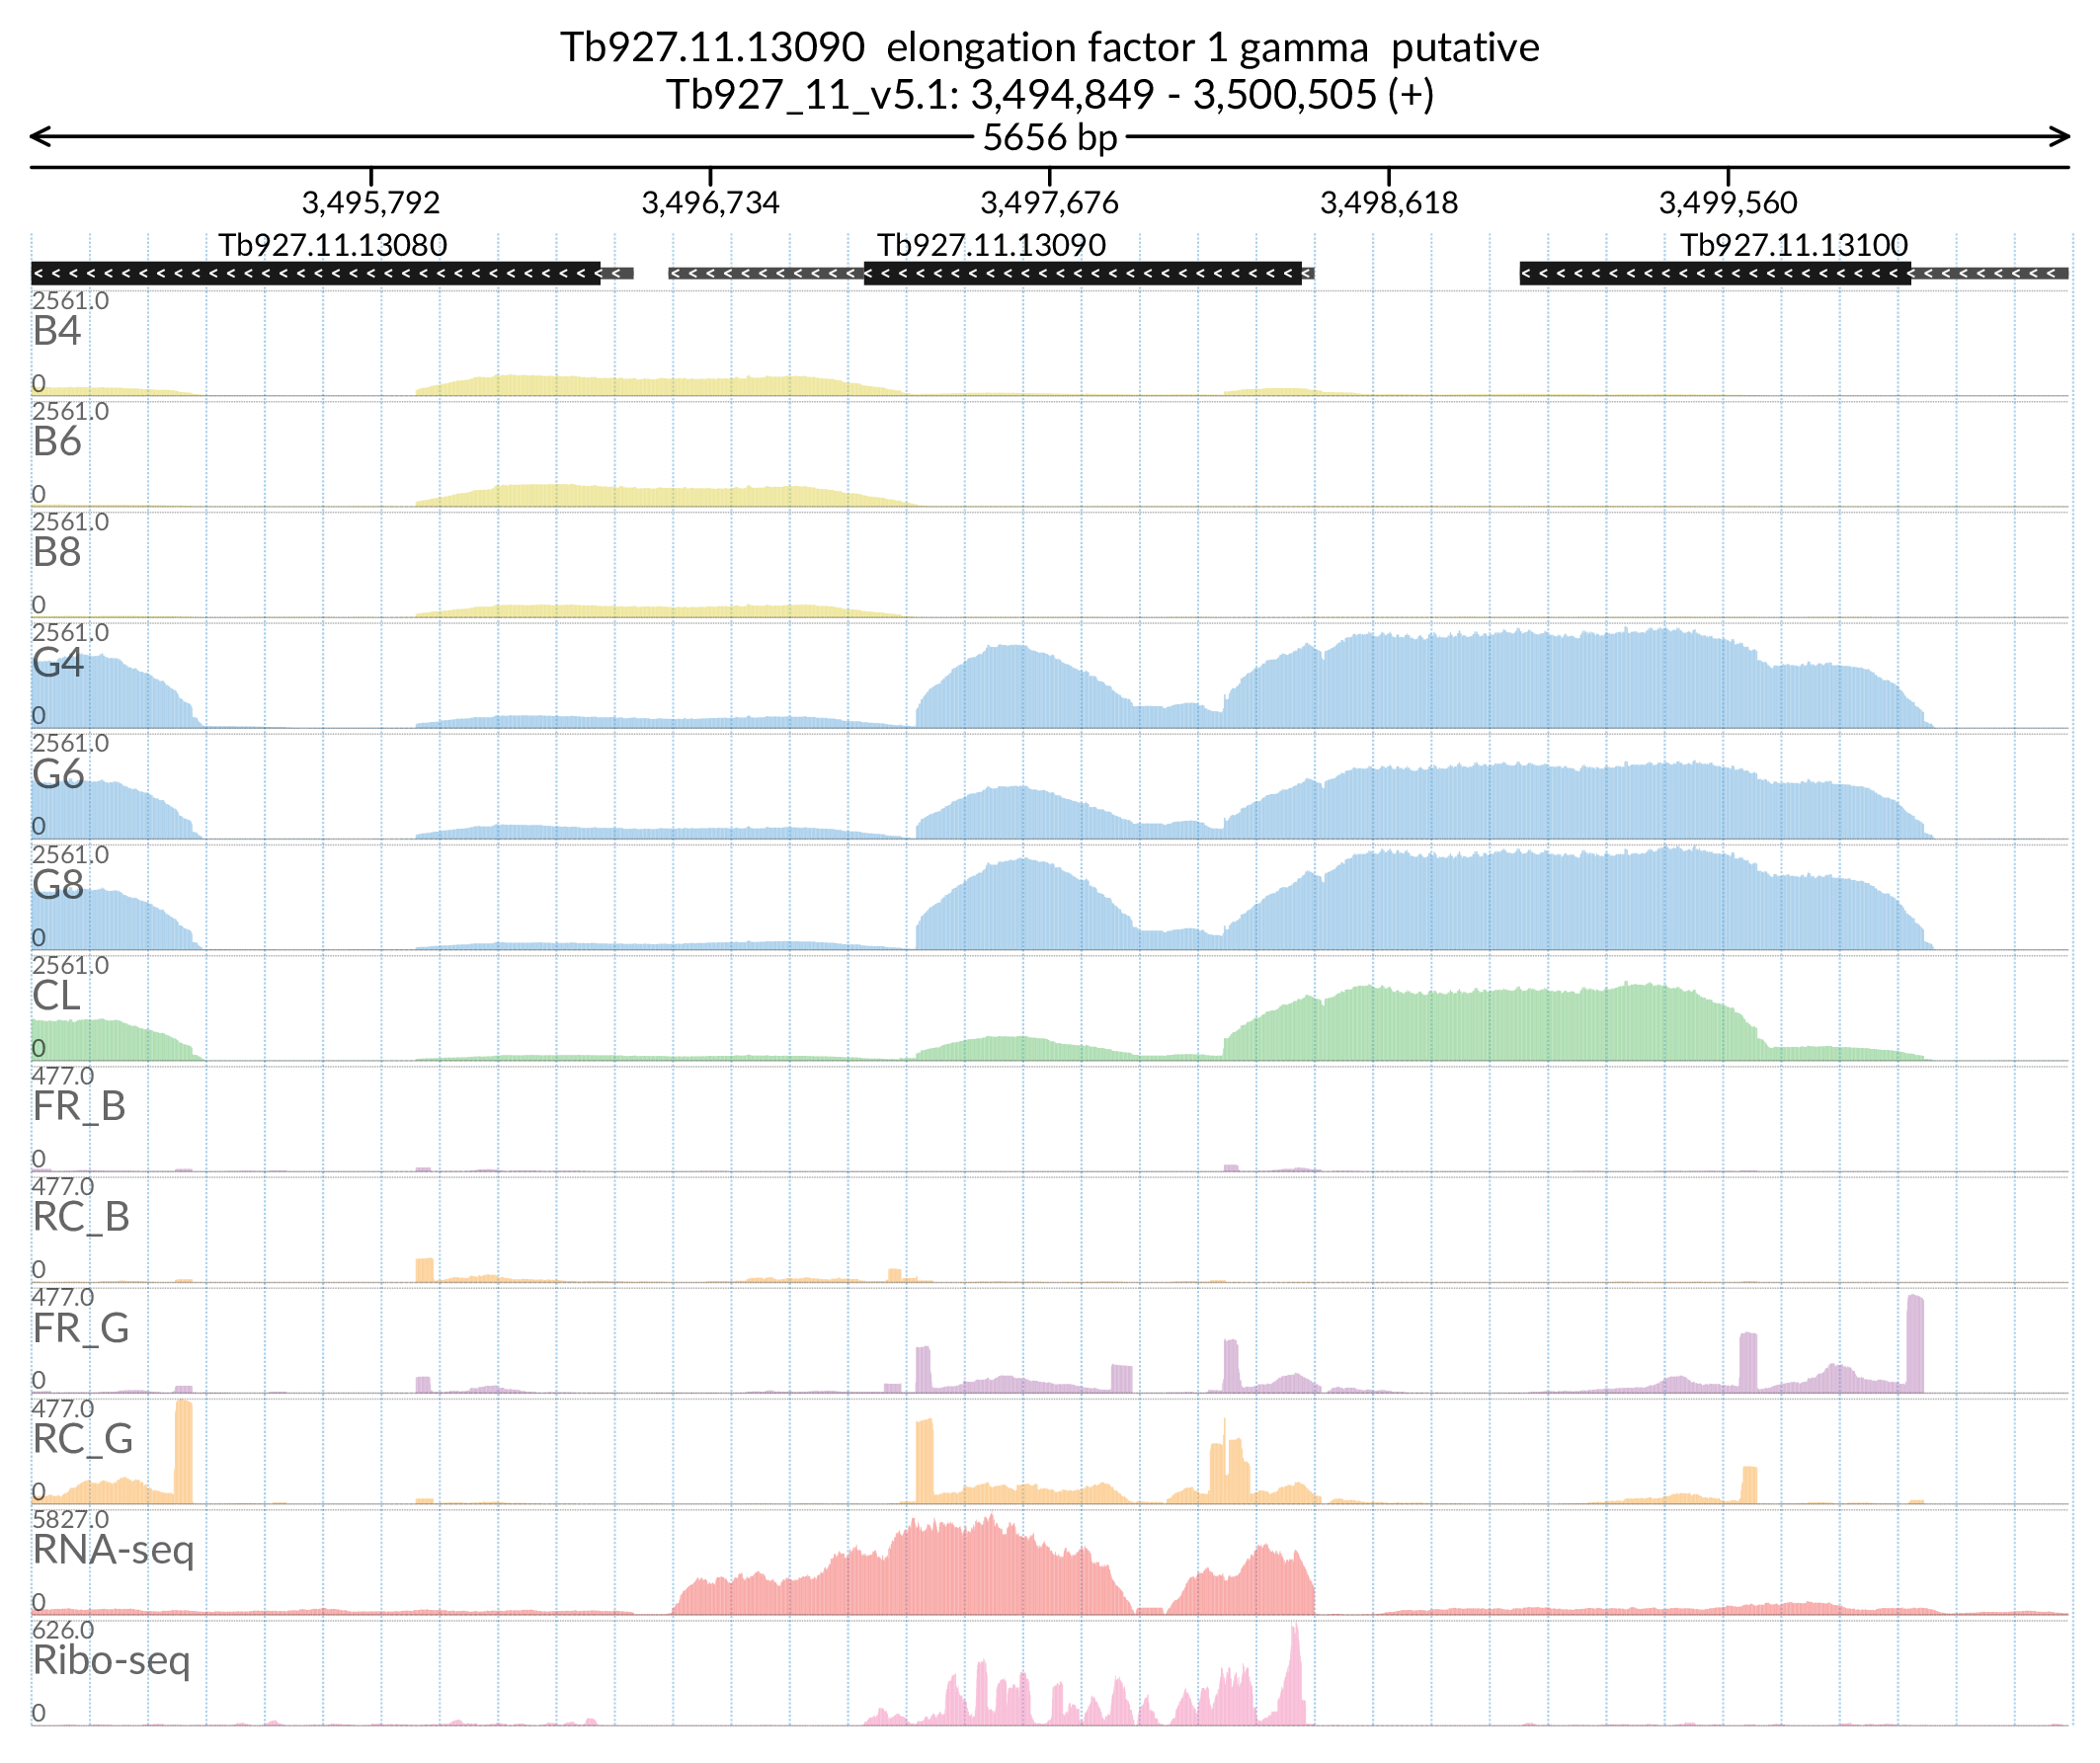 Tb927.11.13090 elongation factor 1 gamma putative
Tb927_11_v5.1: 3,494,849 - 3,500,505 (+)
5656 bp
3,495,792 3,496,734 3,497,676 3,498,618 3,499,560
Tb927.11.13080 Tb927.11.13090 Tb927.11.13100
2561.0
B4
0
2561.0
B6
0
2561.0
B8
0
2561.0
G4
0
2561.0
G6
0
2561.0
G8
0
2561.0
CL
0
477.0
FR_B
0
477.0
RC_B
0
477.0
FR_G
0
477.0
RC_G
0
5827.0
RNA-seq
0
626.0
Ribo-seq
0